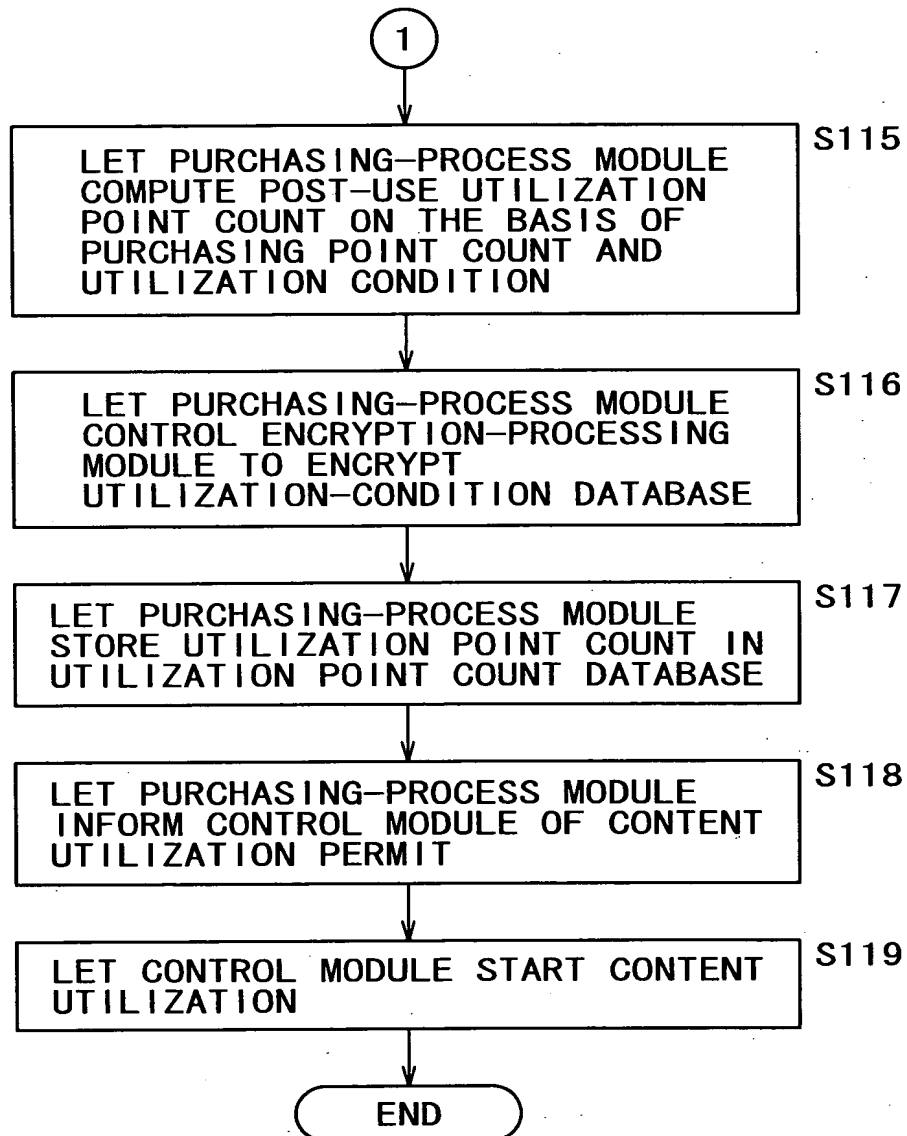 1
S115
LET PURCHASING-PROCESS MODULE
COMPUTE POST-USE UTILIZATION
POINT COUNT ON THE BASIS OF
PURCHASING POINT COUNT AND
UTILIZATION CONDITION
S116
LET PURCHASING-PROCESS MODULE
CONTROL ENCRYPTION-PROCESSING
MODULE TO ENCRYPT
UTILIZATION-CONDITION DATABASE
S117
LET PURCHASING-PROCESS MODULE
STORE UTILIZATION POINT COUNT IN
UTILIZATION POINT COUNT DATABASE
S118
LET PURCHASING-PROCESS MODULE
INFORM CONTROL MODULE OF CONTENT
UTILIZATION PERMIT
S119
LET CONTROL MODULE START CONTENT
UTILIZATION
END